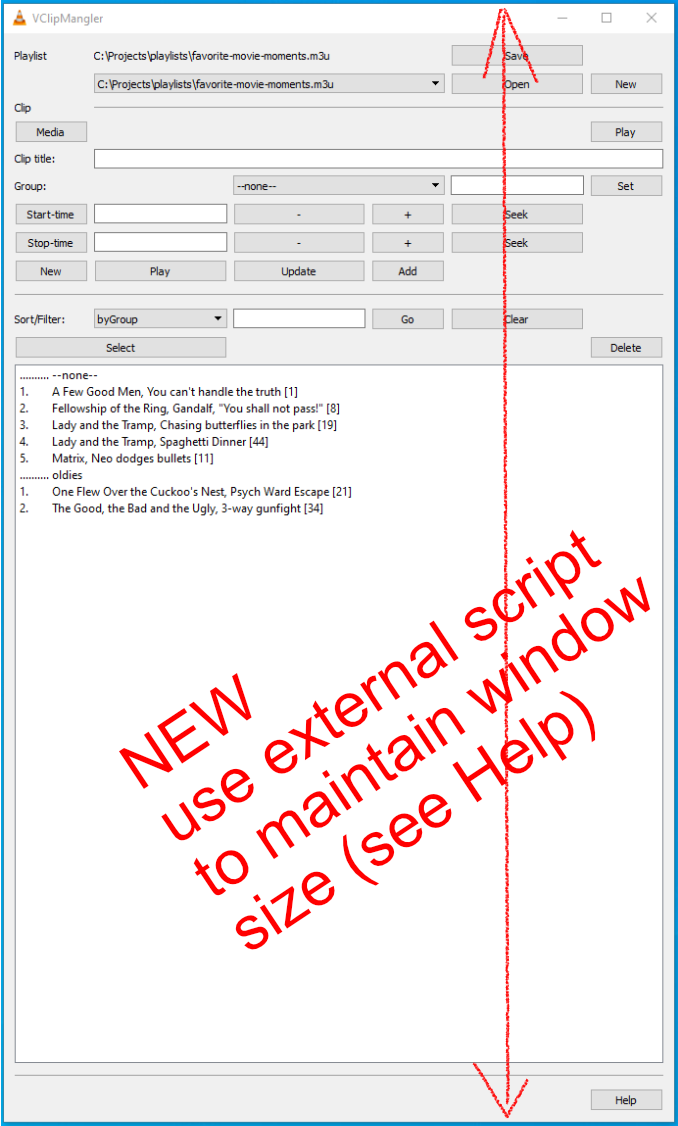 VClipMangler
Playlist C:\Projects\playlists\favorite-movie-moments.m3u Save
C:\Projects\playlists\favorite-movie-moments.m3u Open New
Clip
Media Play
Clip title:
Group: --none-- Set
Start-time - + Seek
Stop-time - + Seek
New Play Update Add
Sort/Filter: byGroup Go Clear
Select Delete
.......... --none--
1. A Few Good Men, You can't handle the truth [1]
2. Fellowship of the Ring, Gandalf, "You shall not pass!" [8]
3. Lady and the Tramp, Chasing butterflies in the park [19]
4. Lady and the Tramp, Spaghetti Dinner [44]
5. Matrix, Neo dodges bullets [11]
.......... oldies
1. One Flew Over the Cuckoo's Nest, Psych Ward Escape [21]
2. The Good, the Bad and the Ugly, 3-way gunfight [34]
NEW
use external script
to maintain window
size (see Help)
Help